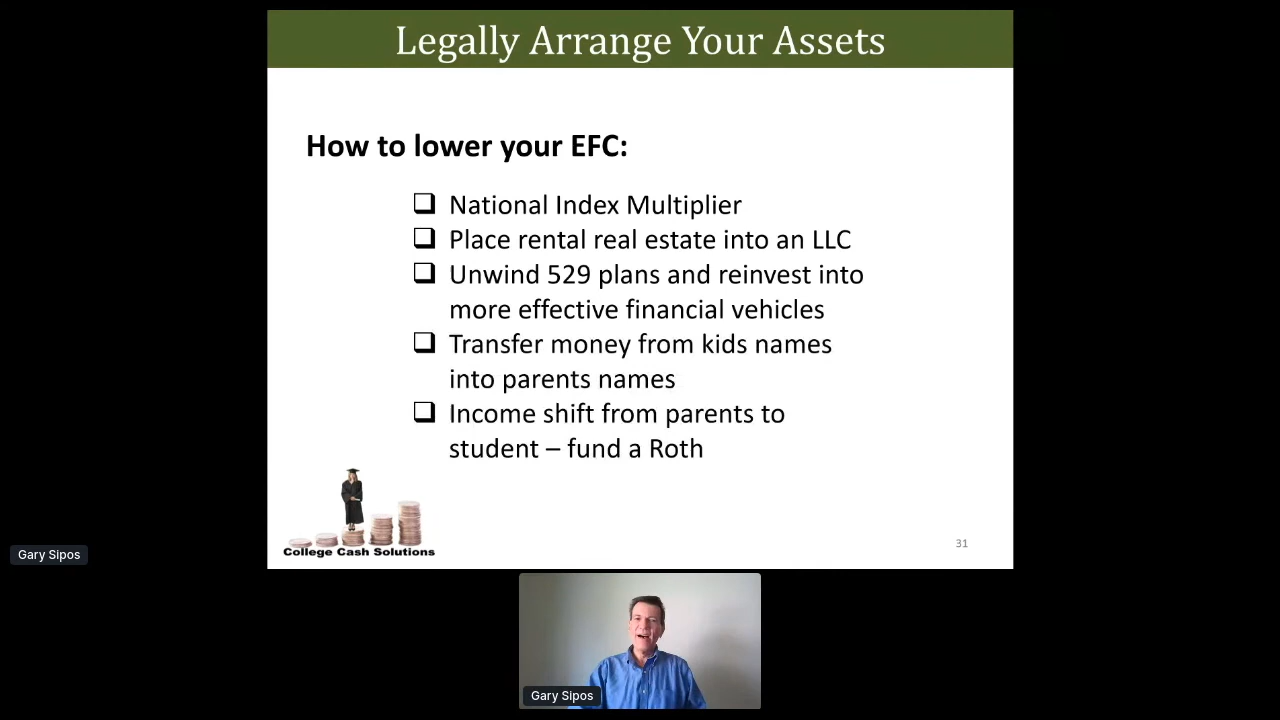 Legally Arrange Your Assets
How to lower your EFC:
❑ National Index Multiplier
❑ Place rental real estate into an LLC
❑ Unwind 529 plans and reinvest into
more effective financial vehicles
❑ Transfer money from kids names
into parents names
❑ Income shift from parents to
student – fund a Roth
College Cash Solutions
31
Gary Sipos
Gary Sipos